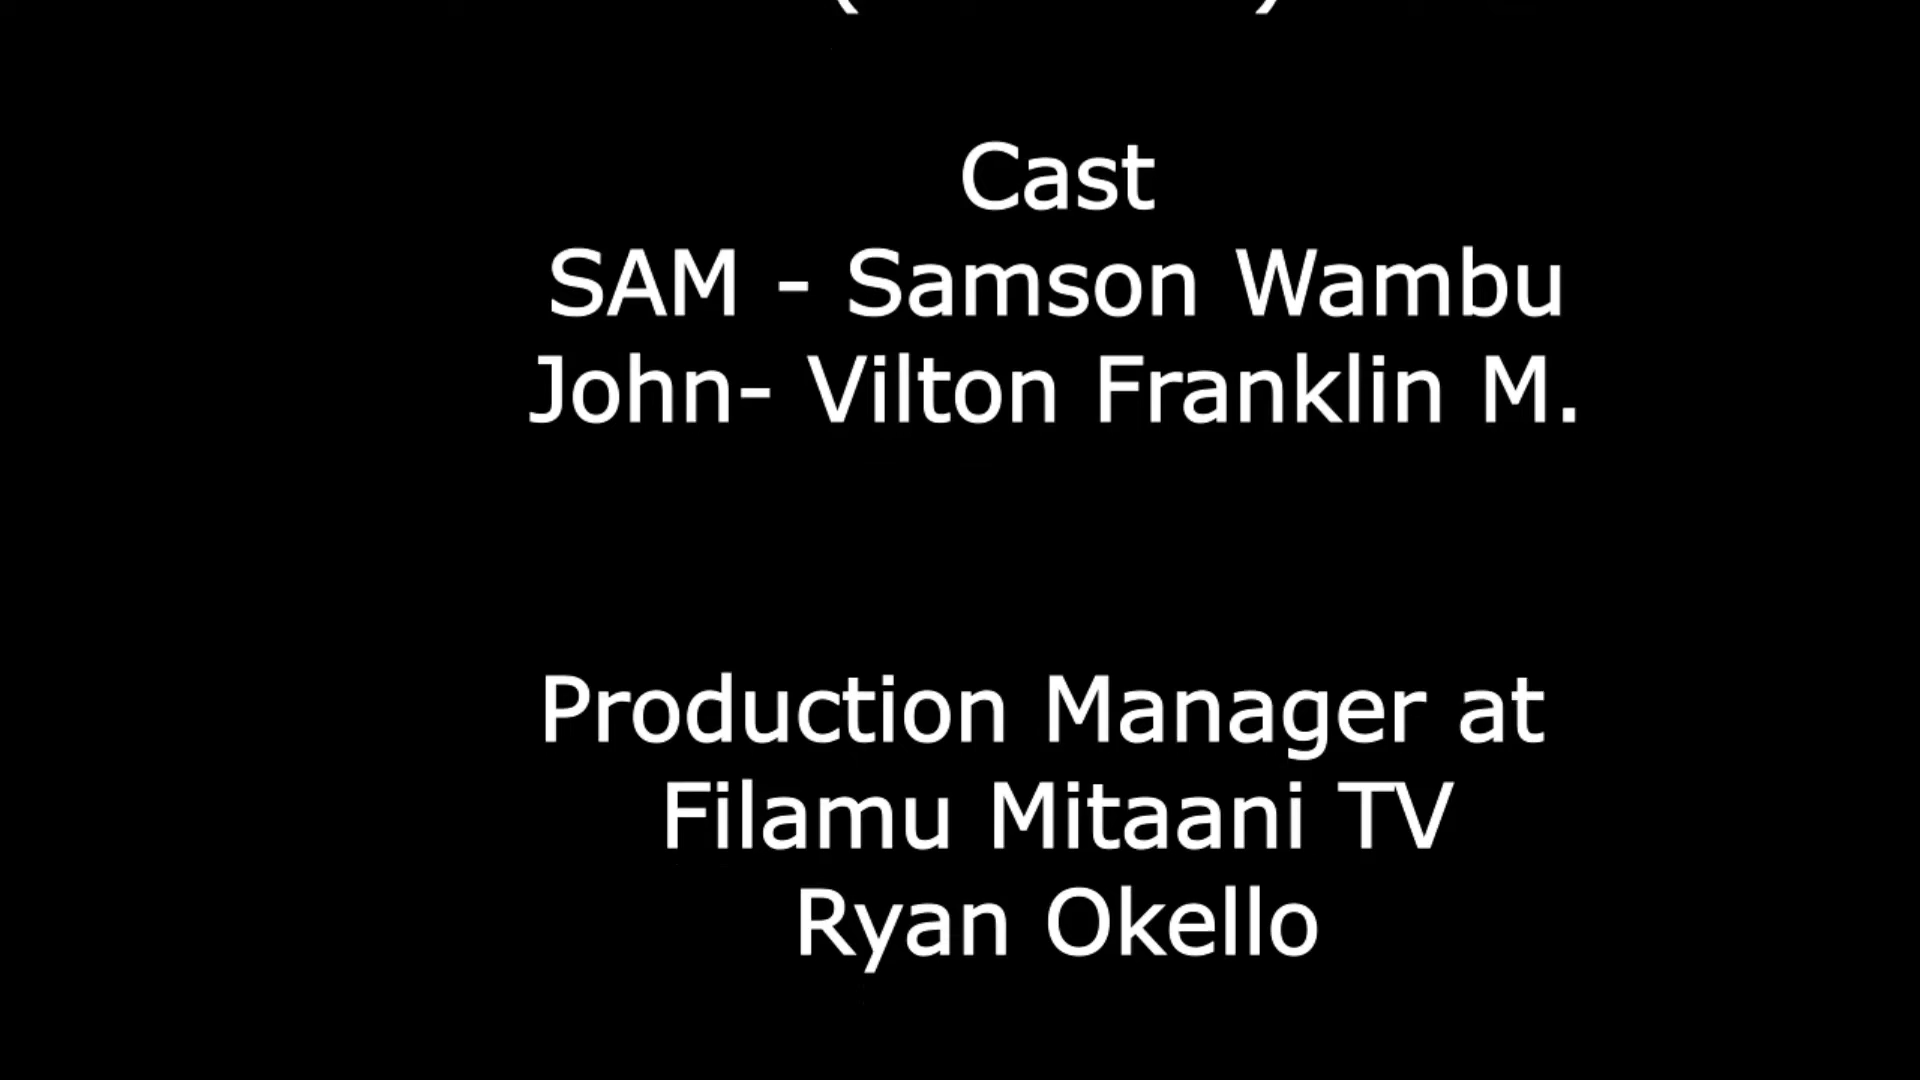 Cast
SAM - Samson Wambu
John- Vilton Franklin M.
Production Manager at
Filamu Mitaani TV
Ryan Okello